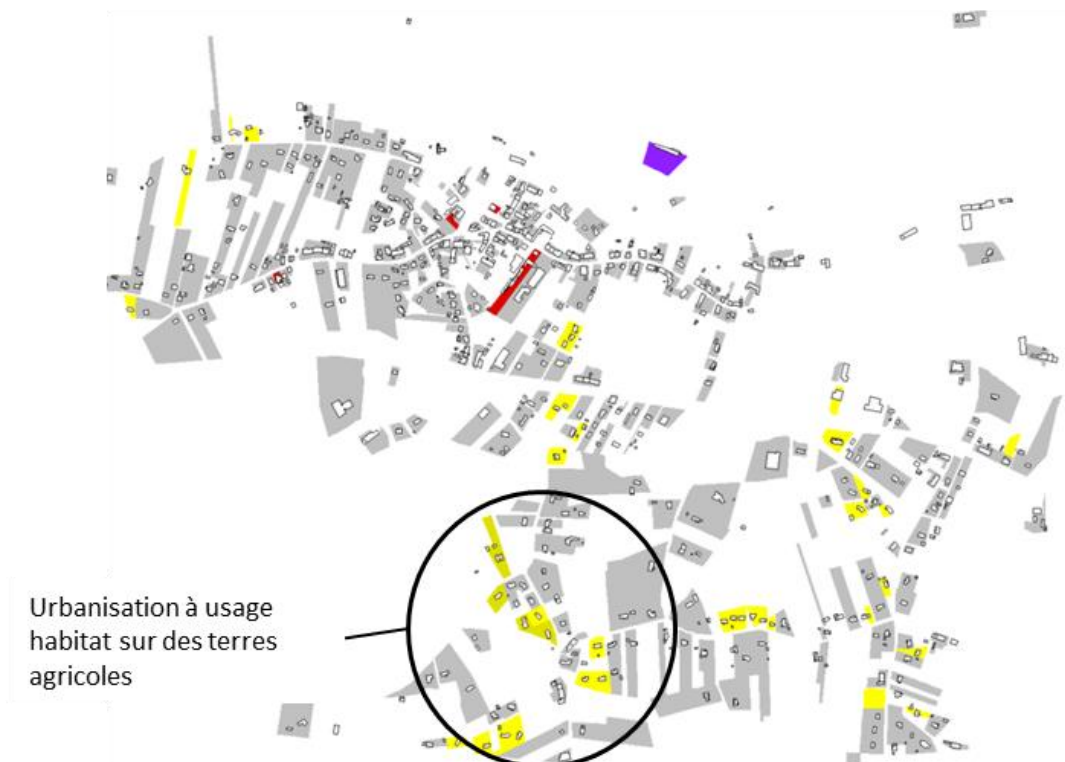 Urbanisation à usage
habitat sur des terres
agricoles